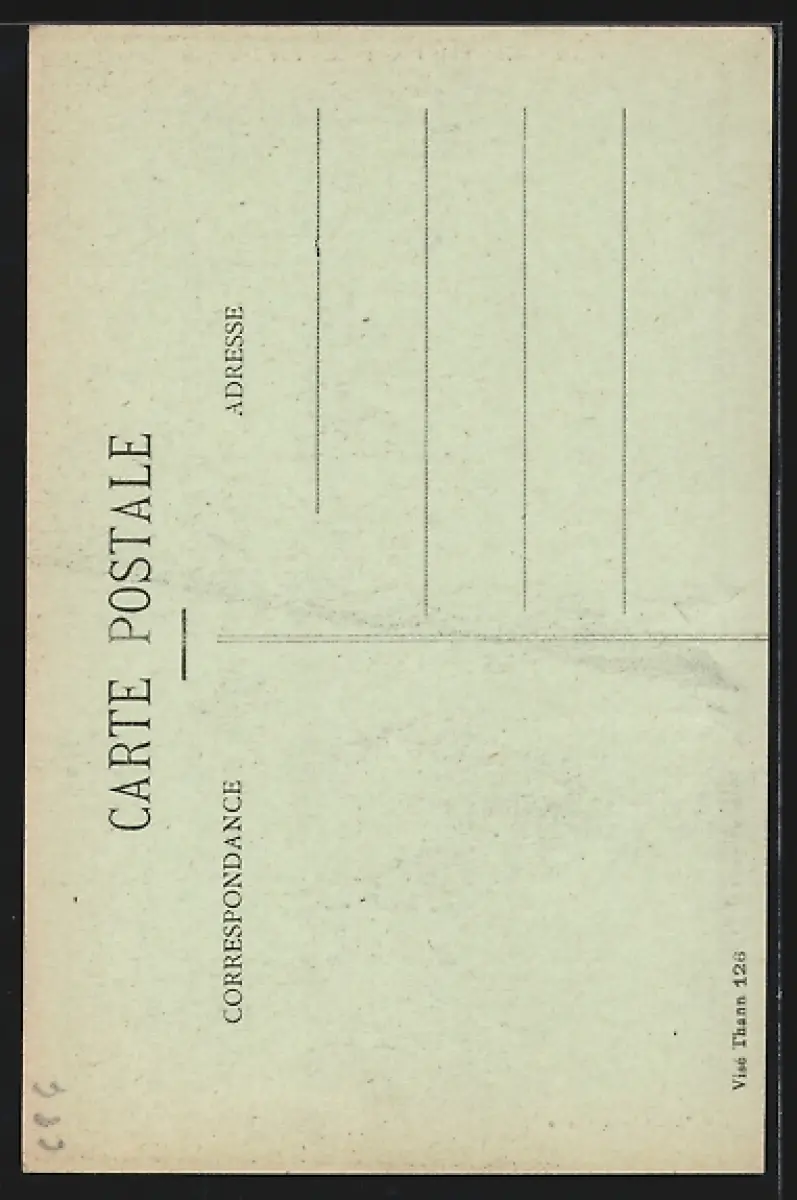 CARTE POSTALE
CORRESPONDANCE
ADRESSE
Visé Thann 126